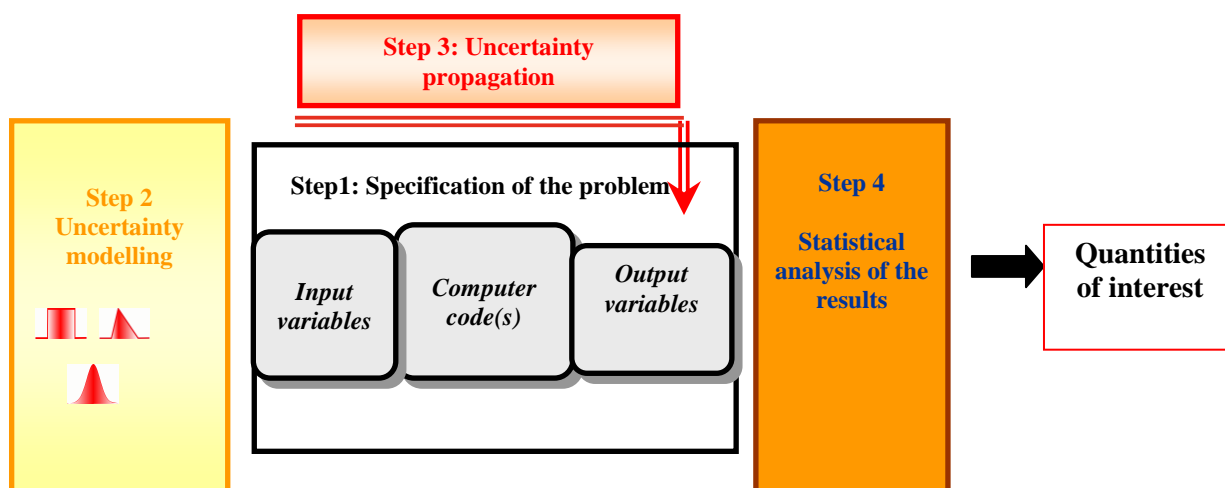 Step 3: Uncertainty
propagation
Step 2
Uncertainty
modelling
Step1: Specification of the problem
Input
variables
Computer
code(s)
Output
variables
Step 4
Statistical
analysis of the
results
Quantities
of interest